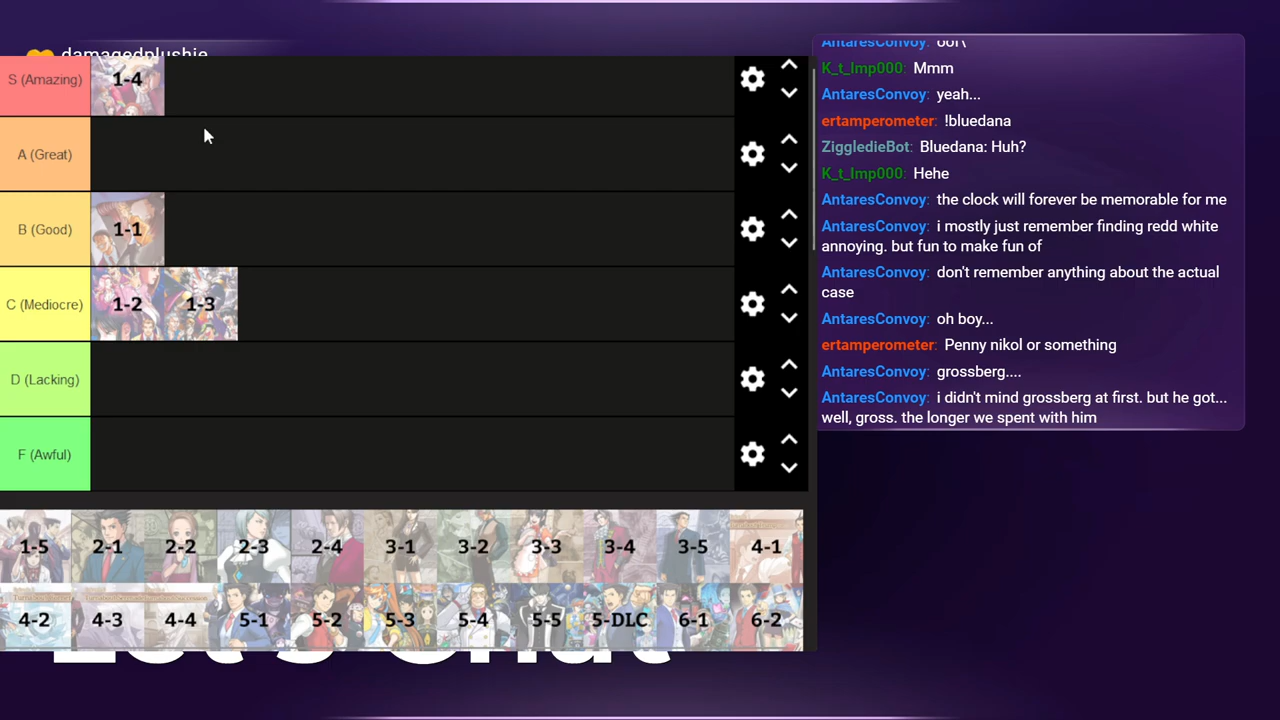 damagedplushie
S (Amazing)
1-4
A (Great)
B (Good)
1-1
C (Mediocre)
1-2
1-3
D (Lacking)
F (Awful)
1-5 2-1 2-2 2-3 2-4 3-1 3-2 3-3 3-4 3-5 4-1
4-2 4-3 4-4 5-1 5-2 5-3 5-4 5-5 5-DLC 6-1 6-2
Let's Chat
AntaresConvoy:
K_t_Imp000: Mmm
AntaresConvoy: yeah...
ertamperometer: !bluedana
ZiggledieBot: Bluedana: Huh?
K_t_Imp000: Hehe
AntaresConvoy: the clock will forever be memorable for me
AntaresConvoy: i mostly just remember finding redd white
annoying. but fun to make fun of
AntaresConvoy: don't remember anything about the actual
case
AntaresConvoy: oh boy...
ertamperometer: Penny nikol or something
AntaresConvoy: grossberg....
AntaresConvoy: i didn't mind grossberg at first. but he got...
well, gross. the longer we spent with him